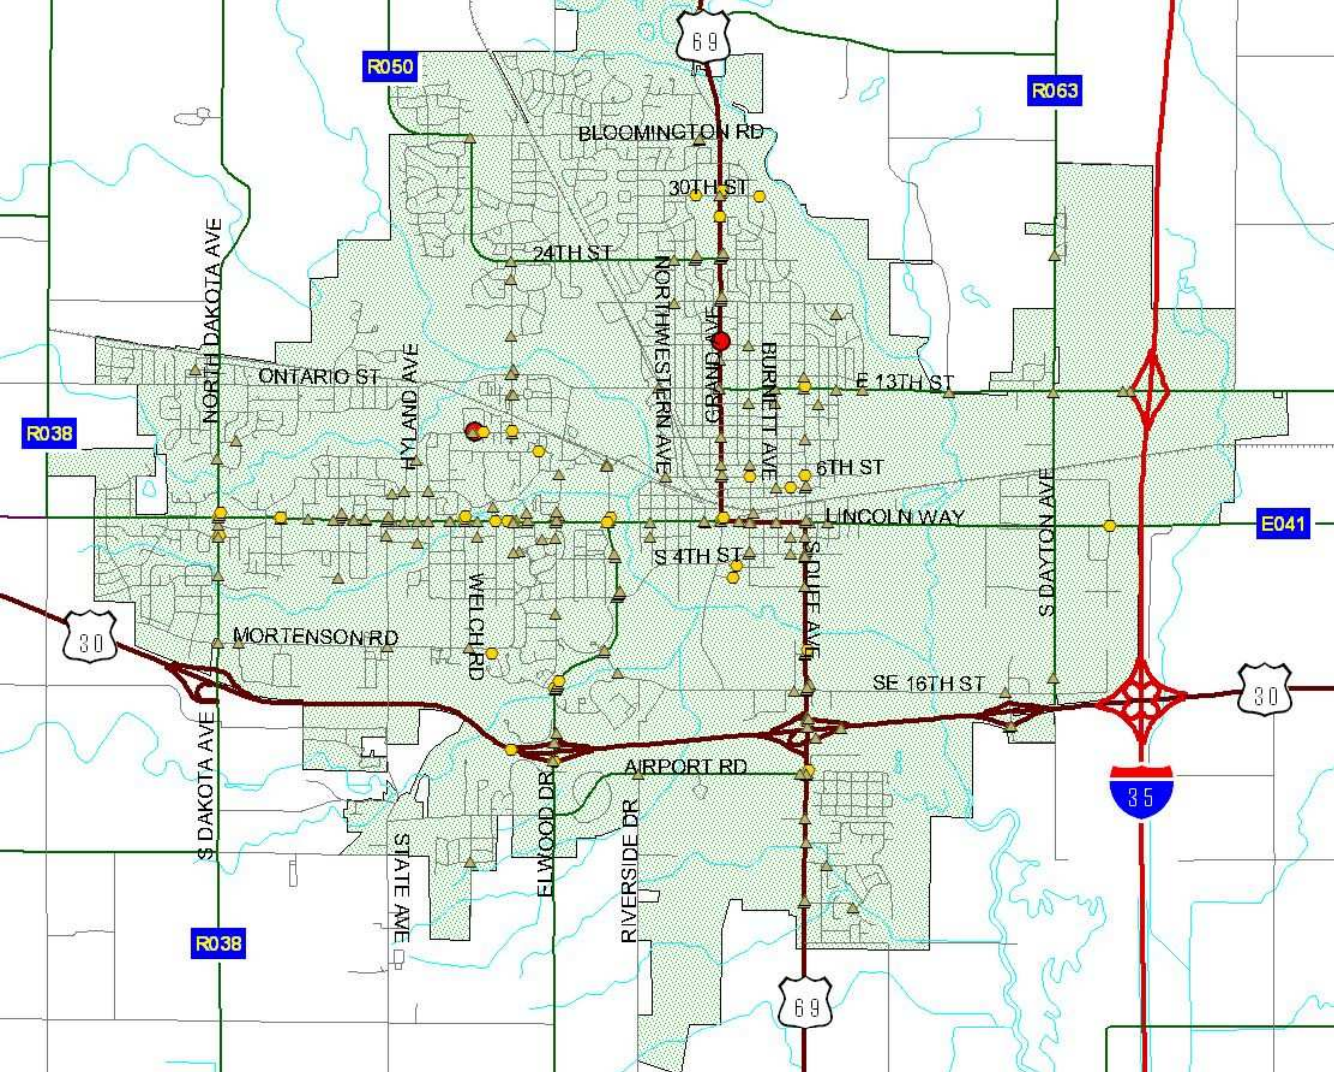 69
R050
R063
BLOOMINGTON RD
30TH ST
24TH ST
NORTH DAKOTA AVE
NORTHWESTERN AVE
GRAND AVE
BURNETT AVE
HYLAND AVE
ONTARIO ST
E 13TH ST
R038
6TH ST
LINCOLN WAY
E041
S 4TH ST
S DAYTON AVE
S DUFF AVE
WELCH RD
30
MORTENSON RD
SE 16TH ST
30
S DAKOTA AVE
AIRPORT RD
35
ELWOOD DR
RIVERSIDE DR
STATE AVE
R038
69